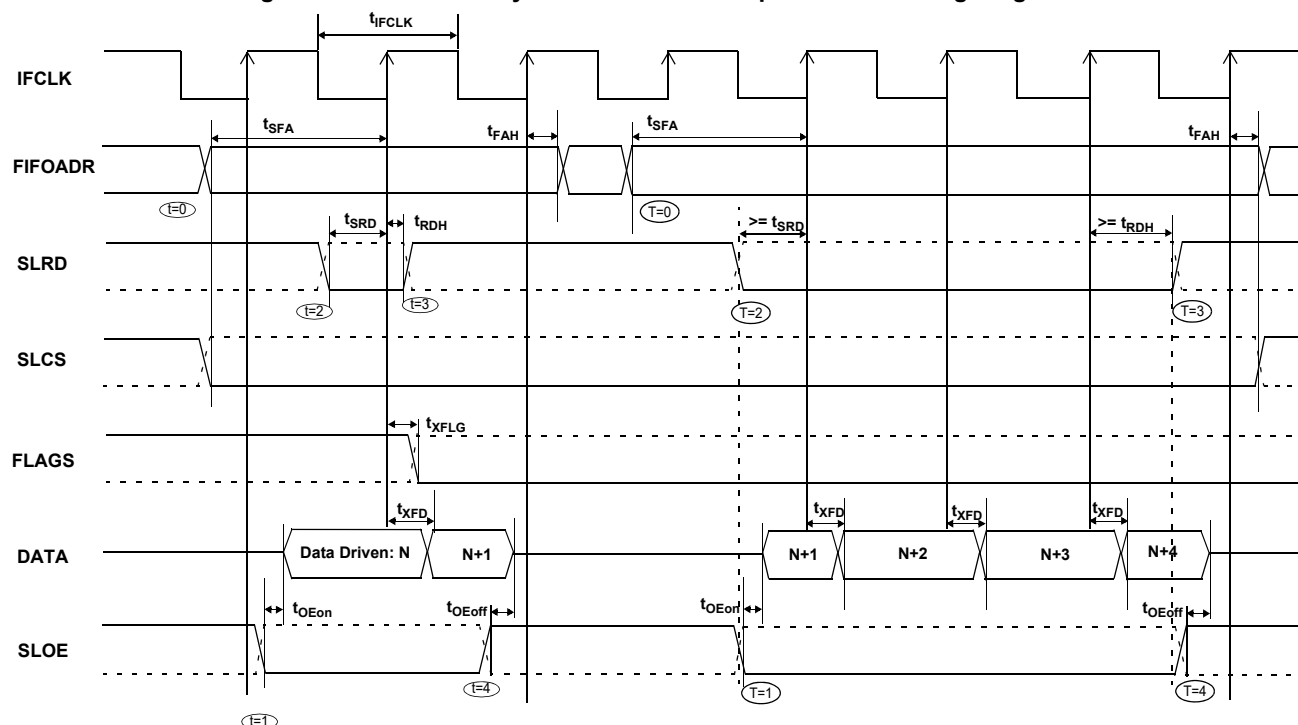 tIFCLK
IFCLK
tSFA
tFAH
tSFA
tFAH
FIFOADR
t=0
T=0
tSRD
tRDH
>= tSRD
>= tRDH
SLRD
t=2
t=3
T=2
T=3
SLCS
tXFLG
FLAGS
tXFD
tXFD
tXFD
tXFD
DATA
Data Driven: N
N+1
N+1
N+2
N+3
N+4
tOEon
tOEoff
tOEon
tOEoff
SLOE
t=4
T=1
T=4
t=1